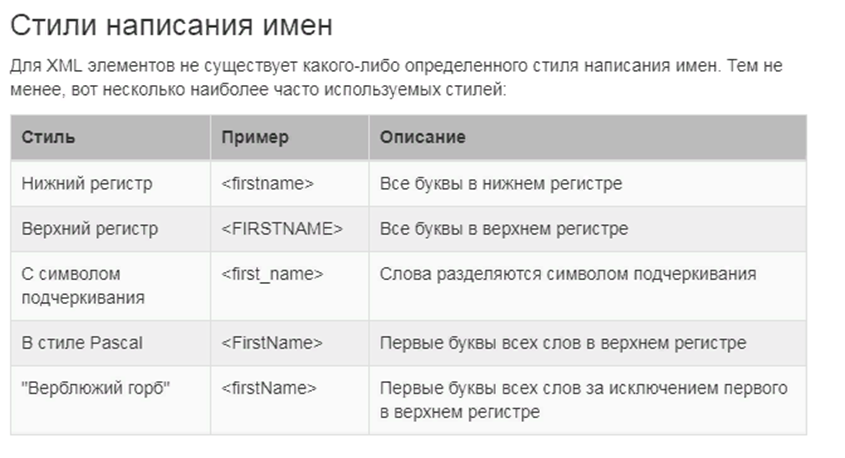 Стили написания имен
Для XML элементов не существует какого-либо определенного стиля написания имен. Тем не
менее, вот несколько наиболее часто используемых стилей:
Стиль Пример Описание
Нижний регистр <firstname> Все буквы в нижнем регистре
Верхний регистр <FIRSTNAME> Все буквы в верхнем регистре
С символом <first_name> Слова разделяются символом подчеркивания
подчеркивания
В стиле Pascal <FirstName> Первые буквы всех слов в верхнем регистре
"Верблюжий горб" <firstName> Первые буквы всех слов за исключением первого
в верхнем регистре